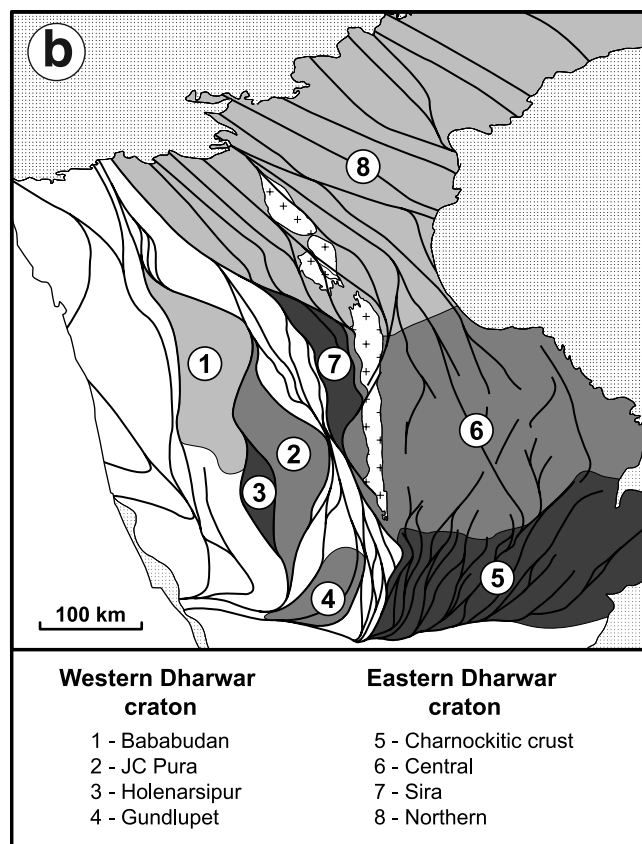 b
8
1
7
2
6
3
5
4
100 km
Western Dharwar
craton
1 - Bababudan
2 - JC Pura
3 - Holenarsipur
4 - Gundlupet
Eastern Dharwar
craton
5 - Charnockitic crust
6 - Central
7 - Sira
8 - Northern